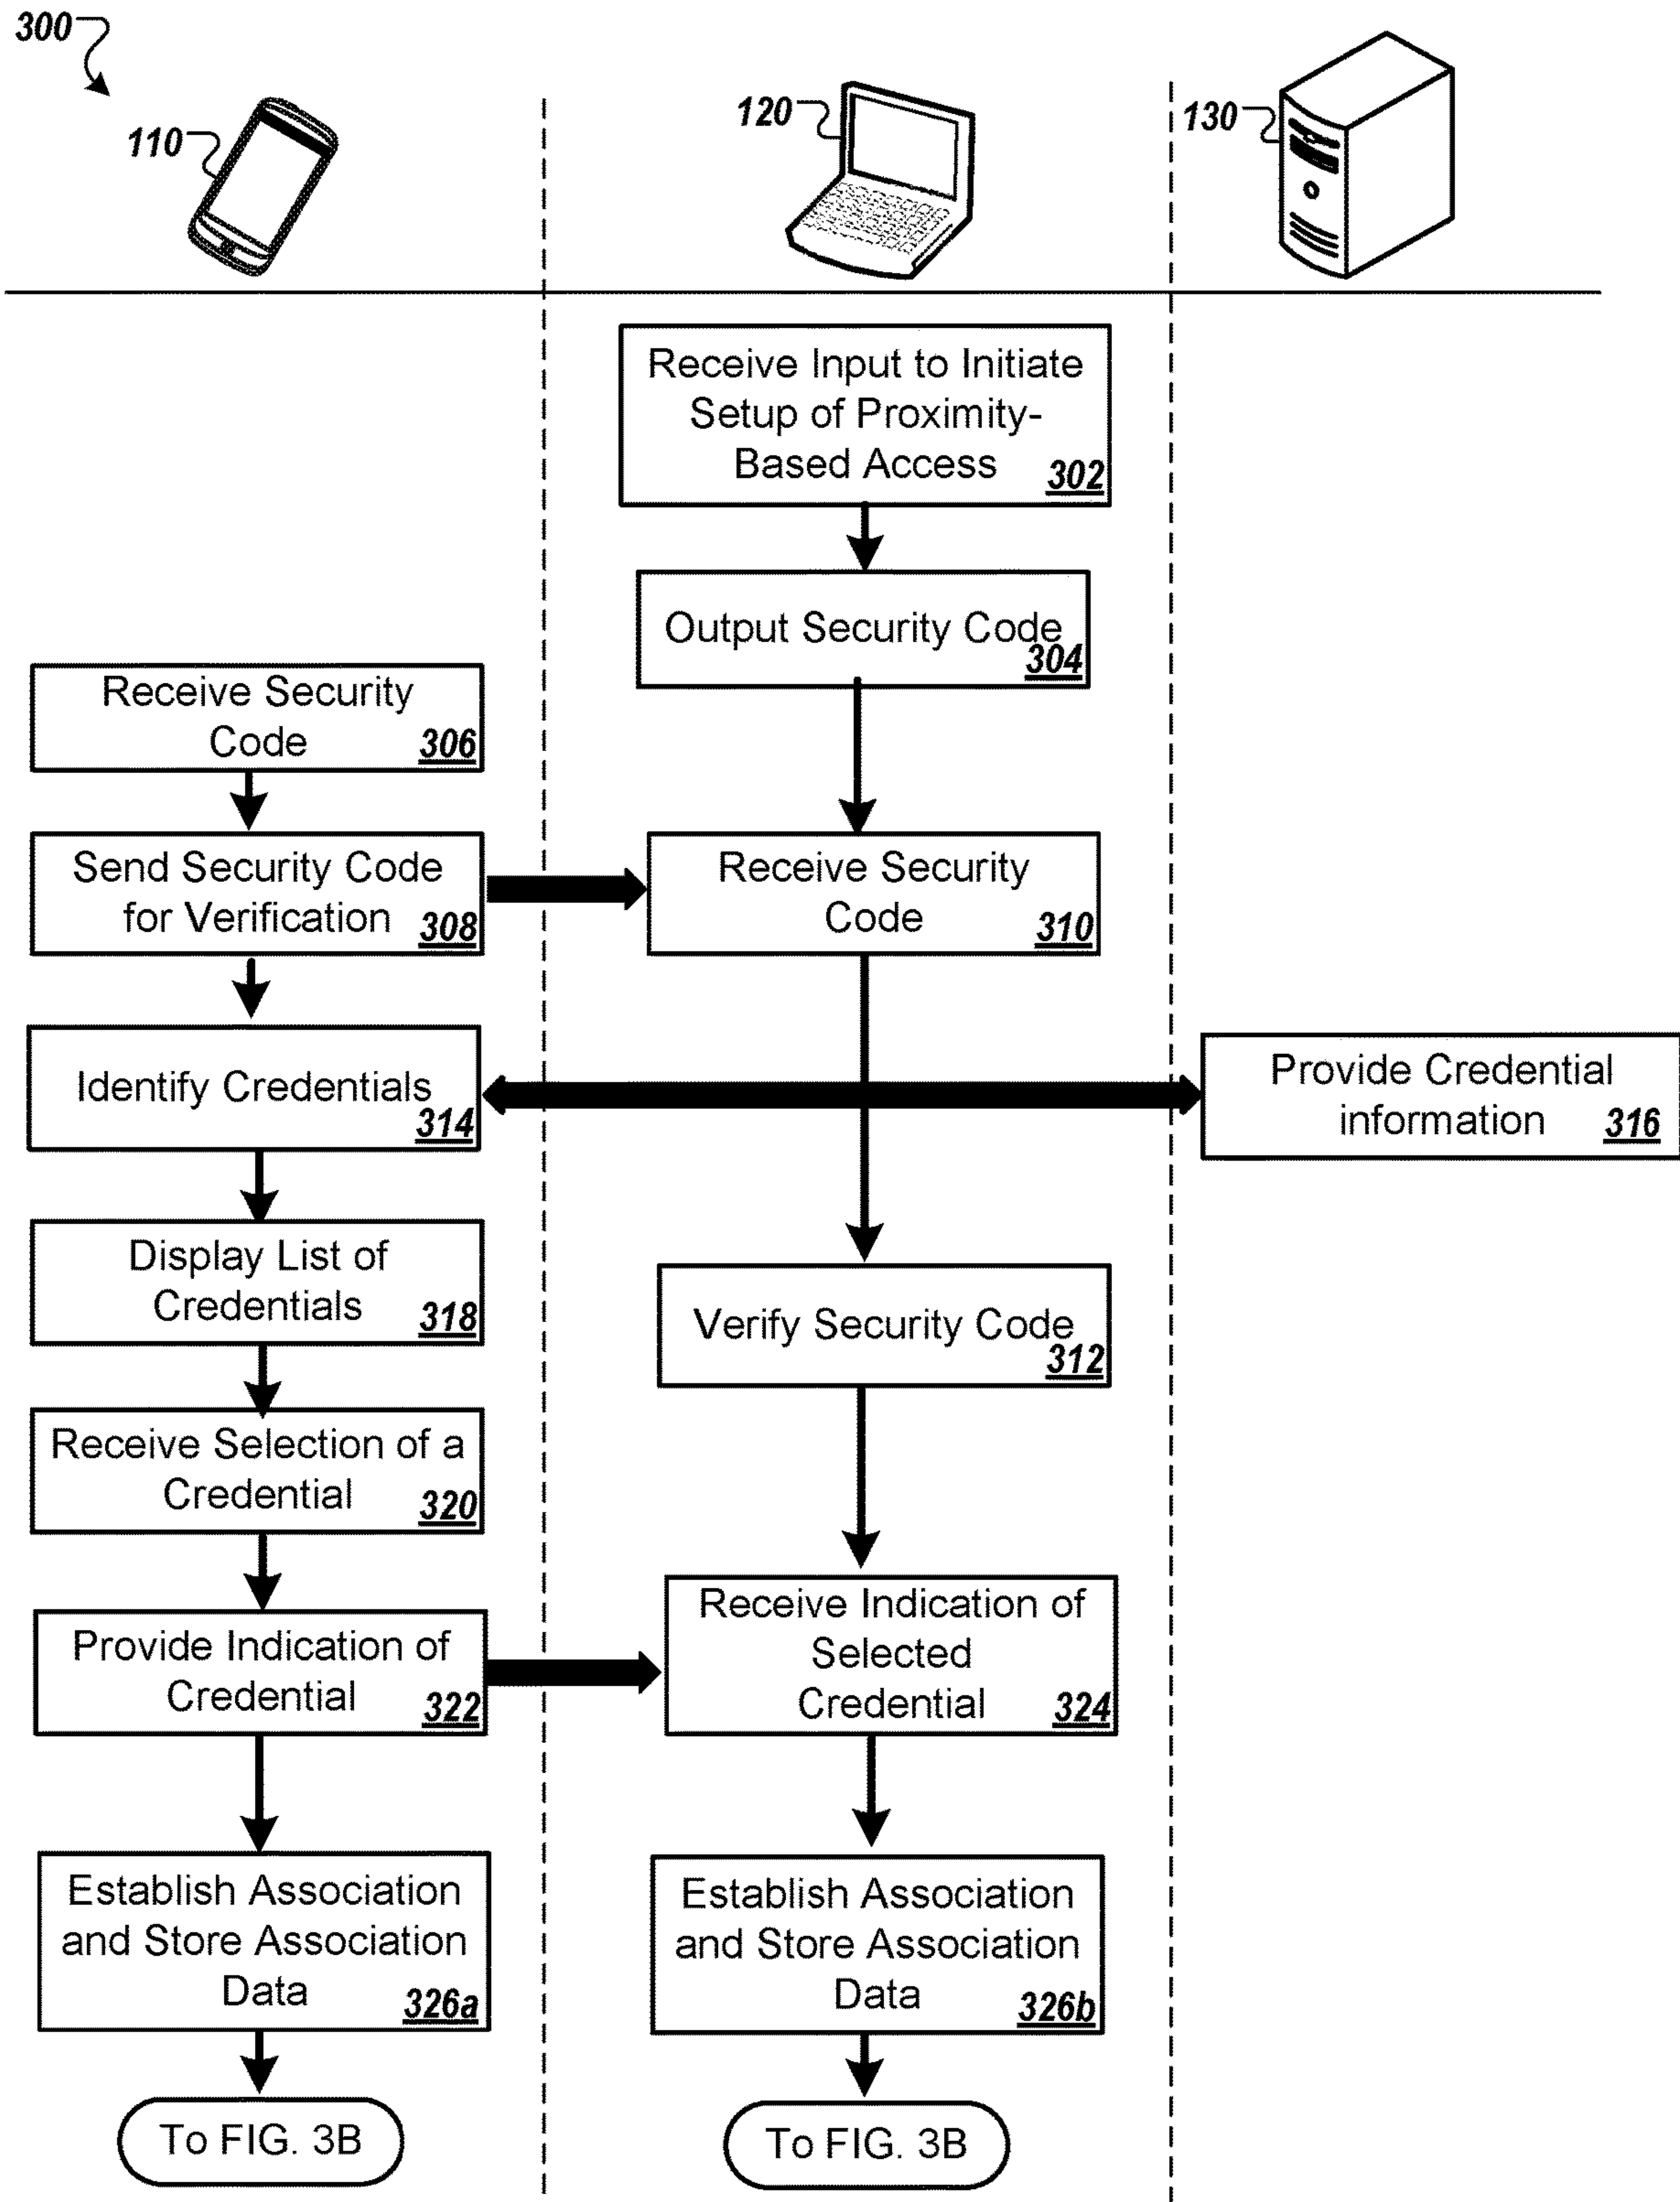 300
110
120
130
Receive Input to Initiate
Setup of Proximity-
Based Access 302
Output Security Code
304
Receive Security
Code 306
Send Security Code
for Verification 308
Receive Security
Code 310
Identify Credentials
314
Provide Credential
information 316
Display List of
Credentials 318
Verify Security Code
312
Receive Selection of a
Credential 320
Provide Indication of
Credential 322
Receive Indication of
Selected
Credential 324
Establish Association
and Store Association
Data 326a
Establish Association
and Store Association
Data 326b
To FIG. 3B
To FIG. 3B